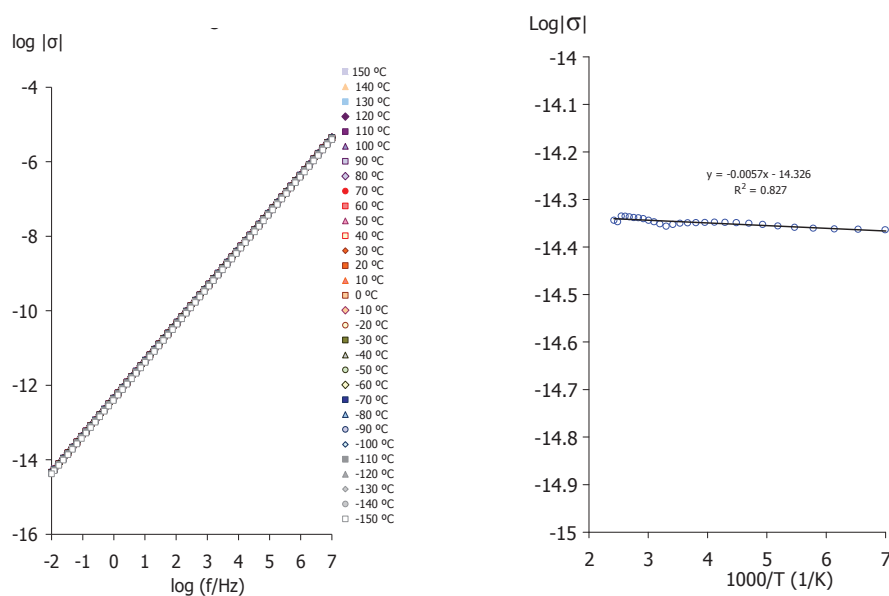 log |σ|
-4
-6
-8
-10
-12
-14
-16
-2 -1 0 1 2 3 4 5 6 7
log (f/Hz)
150 ºC
140 ºC
130 ºC
120 ºC
110 ºC
100 ºC
90 ºC
80 ºC
70 ºC
60 ºC
50 ºC
40 ºC
30 ºC
20 ºC
10 ºC
0 ºC
-10 ºC
-20 ºC
-30 ºC
-40 ºC
-50 ºC
-60 ºC
-70 ºC
-80 ºC
-90 ºC
-100 ºC
-110 ºC
-120 ºC
-130 ºC
-140 ºC
-150 ºC
Log|σ|
-14
-14.1
-14.2
-14.3
-14.4
-14.5
-14.6
-14.7
-14.8
-14.9
-15
y = -0.0057x - 14.326
R² = 0.827
2 3 4 5 6 7
1000/T (1/K)